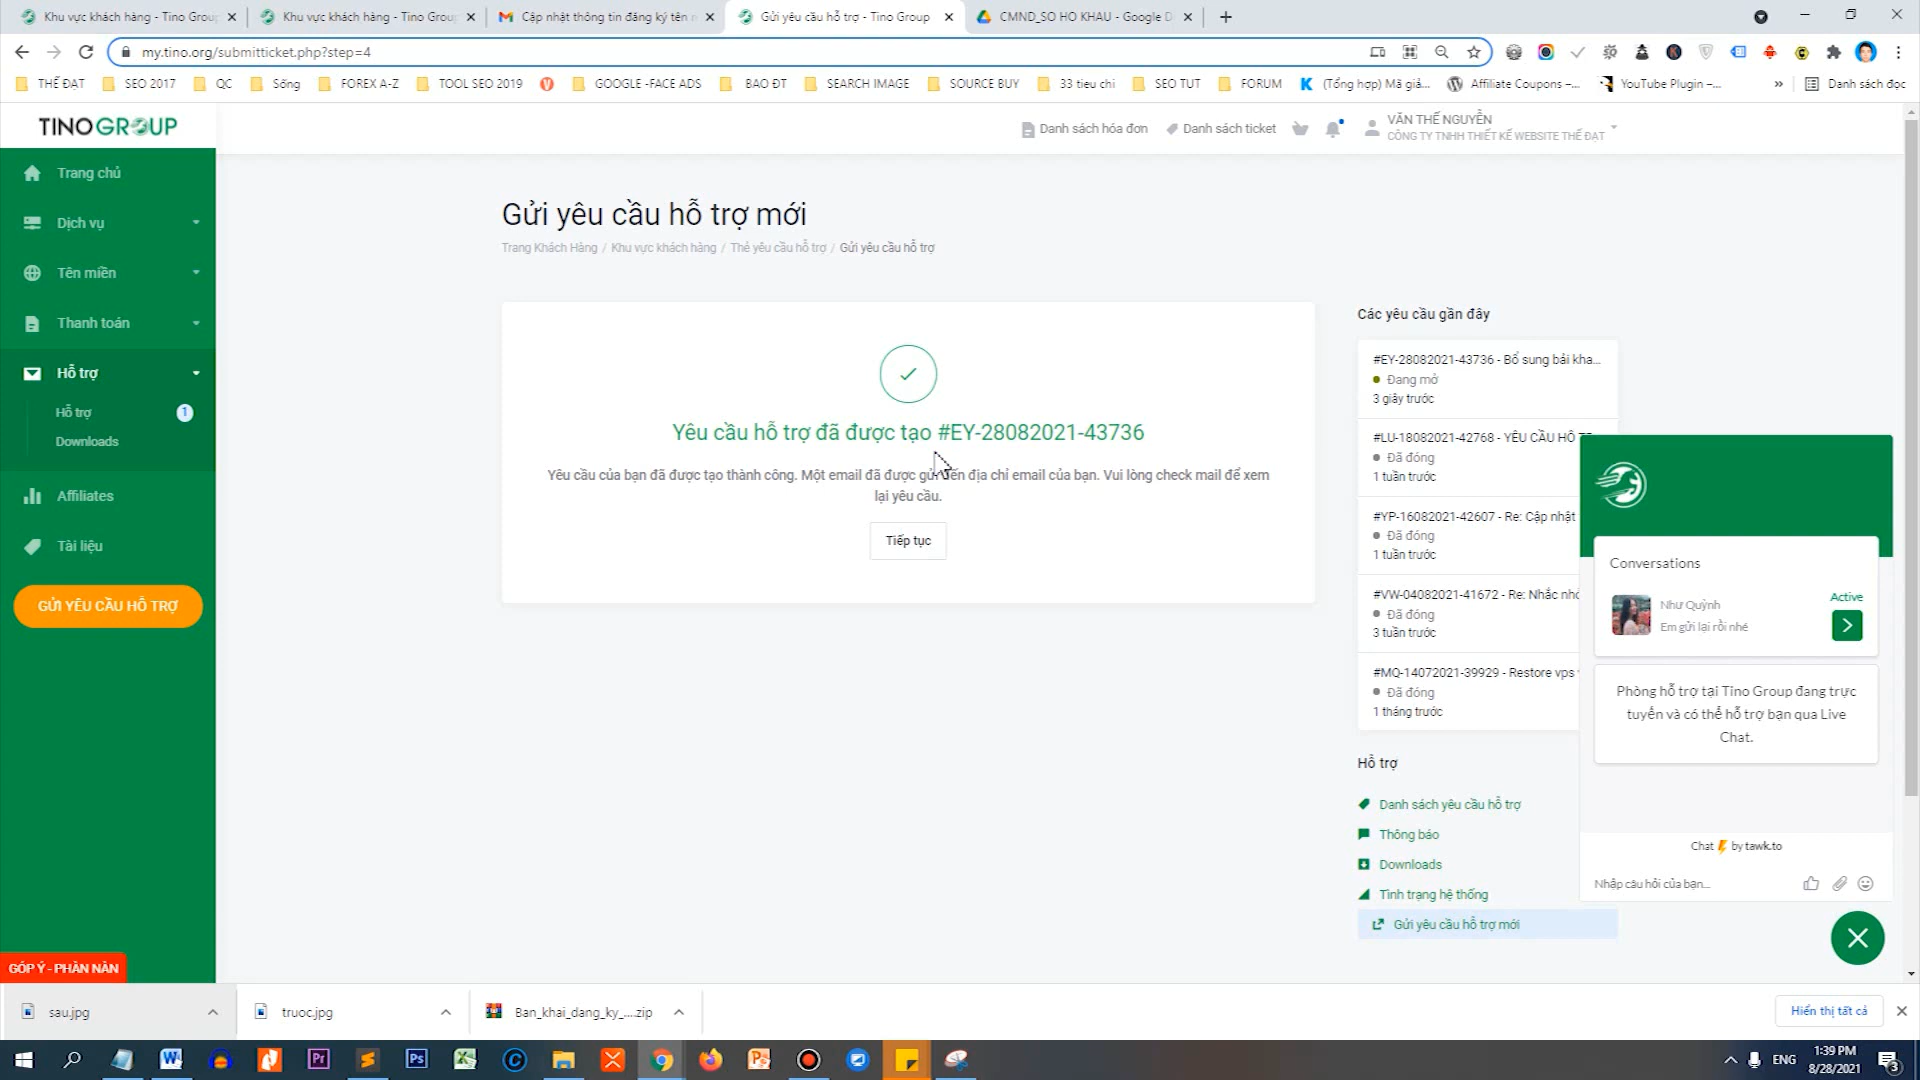 Khu vực khách hàng - Tino Group
Khu vực khách hàng - Tino Group
Cập nhật thông tin đăng ký tên
Gửi yêu cầu hỗ trợ - Tino Group
CMND_SO HO KHAU - Google D
my.tino.org/submitticket.php?step=4
THẾ ĐẠT
SEO 2017
QC
Sống
FOREX A-Z
TOOL SEO 2019
GOOGLE -FACE ADS
BAO ĐT
SEARCH IMAGE
SOURCE BUY
33 tieu chi
SEO TUT
FORUM
(Tổng hợp) Mã giả...
Affiliate Coupons –...
YouTube Plugin –...
»
Danh sách đọc
TINOGROUP
Danh sách hóa đơn
Danh sách ticket
VĂN THẾ NGUYỄN
CÔNG TY TNHH THIẾT KẾ WEBSITE THẾ ĐẠT
Trang chủ
Dịch vụ
Tên miền
Thanh toán
Hỗ trợ
Hỗ trợ
1
Downloads
Affiliates
Tài liệu
GỬI YÊU CẦU HỖ TRỢ
GÓP Ý - PHÀN NÀN
Gửi yêu cầu hỗ trợ mới
Trang Khách Hàng / Khu vực khách hàng / Thẻ yêu cầu hỗ trợ / Gửi yêu cầu hỗ trợ
Yêu cầu hỗ trợ đã được tạo #EY-28082021-43736
Yêu cầu của bạn đã được tạo thành công. Một email đã được gửi đến địa chỉ email của bạn. Vui lòng check mail để xem
lại yêu cầu.
Tiếp tục
Các yêu cầu gần đây
#EY-28082021-43736 - Bổ sung bải kha...
Đang mở
3 giây trước
#LU-18082021-42768 - YÊU CẦU HỖ
Đã đóng
1 tuần trước
#YP-16082021-42607 - Re: Cập nhật
Đã đóng
1 tuần trước
#VW-04082021-41672 - Re: Nhắc nhở
Đã đóng
3 tuần trước
#MQ-14072021-39929 - Restore vps
Đã đóng
1 tháng trước
Hỗ trợ
Danh sách yêu cầu hỗ trợ
Thông báo
Downloads
Tình trạng hệ thống
Gửi yêu cầu hỗ trợ mới
Conversations
Như Quỳnh
Active
Em gửi lại rồi nhé
Phòng hỗ trợ tại Tino Group đang trực
tuyến và có thể hỗ trợ bạn qua Live
Chat.
Chat by tawk.to
Nhập câu hỏi của bạn...
sau.jpg
truoc.jpg
Ban_khai_dang_ky_....zip
Hiển thị tất cả
ENG
1:39 PM
8/28/2021
3